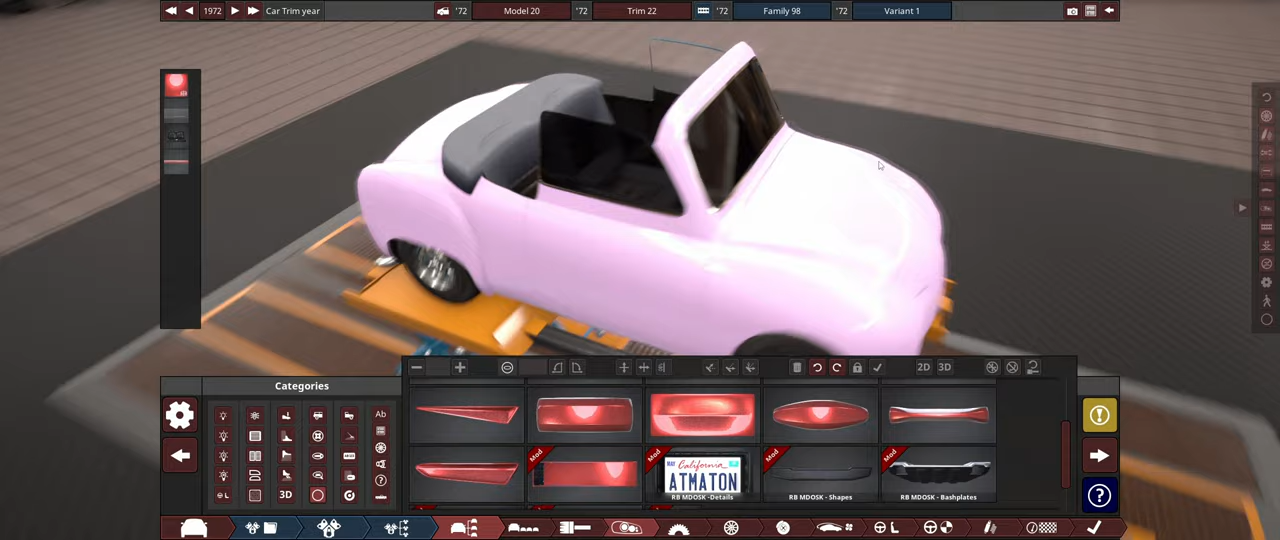 1972 Car Trim year '72 Model 20 '72 Trim 22 '72 Family 98 '72 Variant 1
Categories
2D 3D
Ab
3D
Mod Mod Mod Mod
California
ATMATON
RB MDOSK -Details RB MDOSK - Shapes RB MDOSK - Bashplates